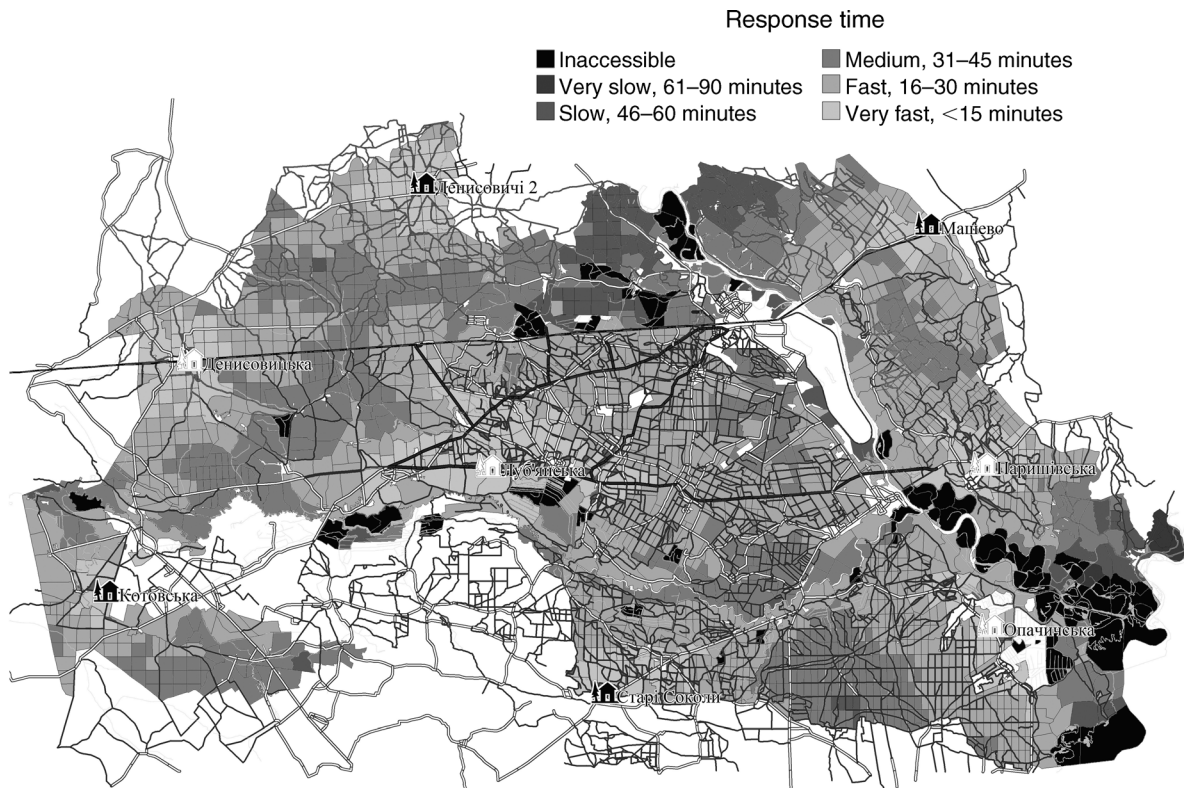 Response time
Inaccessible
Very slow, 61–90 minutes
Slow, 46–60 minutes
Medium, 31–45 minutes
Fast, 16–30 minutes
Very fast, <15 minutes
Денисовичі 2
Машево
Денисовицька
Луб'янська
Паришівська
Котовська
Опачичська
Старі Соколи